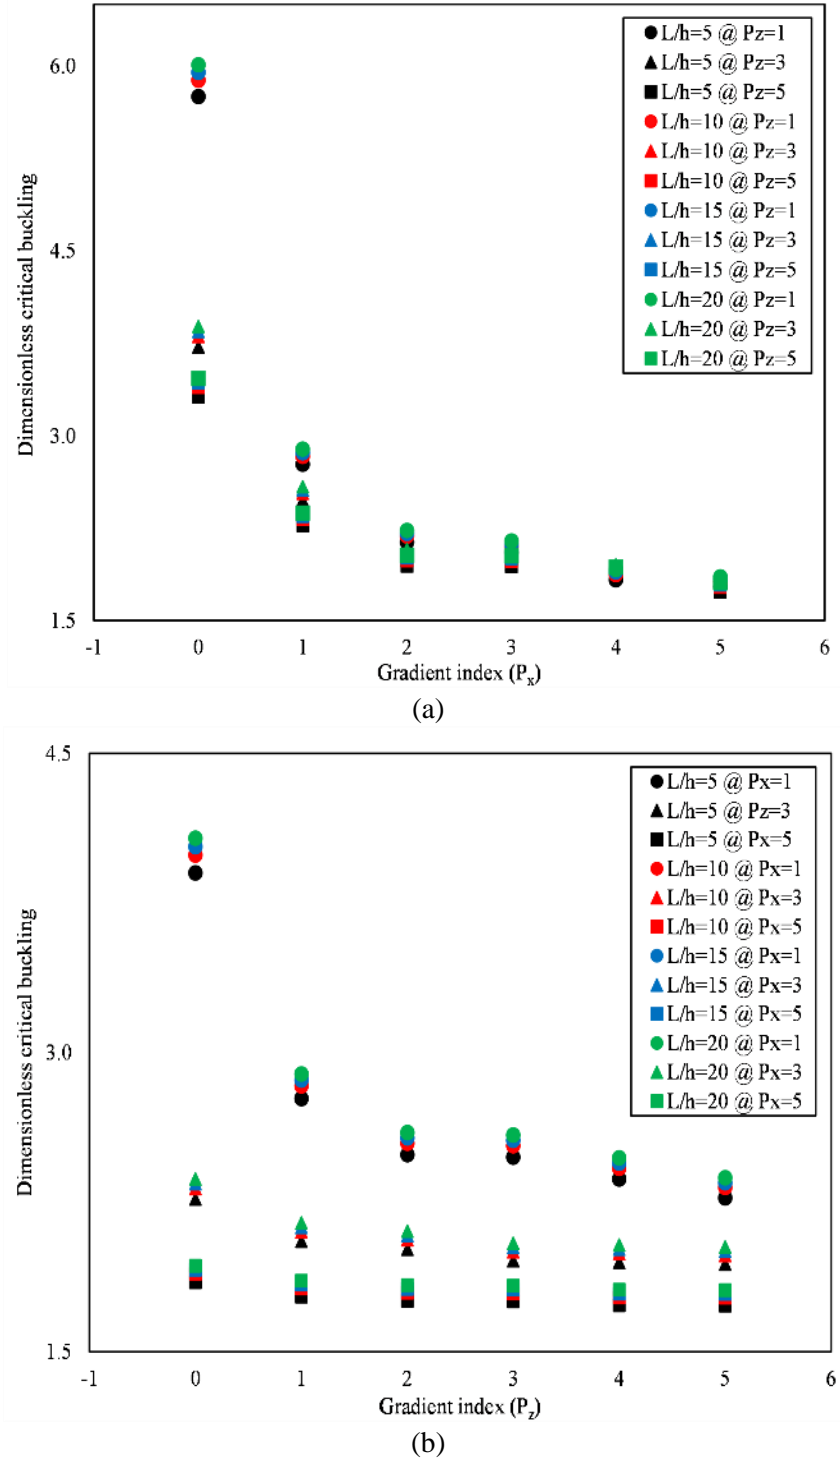 6.0
4.5
3.0
1.5
Dimensionless critical buckling
L/h=5 @ Pz=1
L/h=5 @ Pz=3
L/h=5 @ Pz=5
L/h=10 @ Pz=1
L/h=10 @ Pz=3
L/h=10 @ Pz=5
L/h=15 @ Pz=1
L/h=15 @ Pz=3
L/h=15 @ Pz=5
L/h=20 @ Pz=1
L/h=20 @ Pz=3
L/h=20 @ Pz=5
-1 0 1 2 3 4 5 6
Gradient index (Px)
(a)
4.5
3.0
1.5
Dimensionless critical buckling
L/h=5 @ Px=1
L/h=5 @ Pz=3
L/h=5 @ Px=5
L/h=10 @ Px=1
L/h=10 @ Px=3
L/h=10 @ Px=5
L/h=15 @ Px=1
L/h=15 @ Px=3
L/h=15 @ Px=5
L/h=20 @ Px=1
L/h=20 @ Px=3
L/h=20 @ Px=5
-1 0 1 2 3 4 5 6
Gradient index (Pz)
(b)